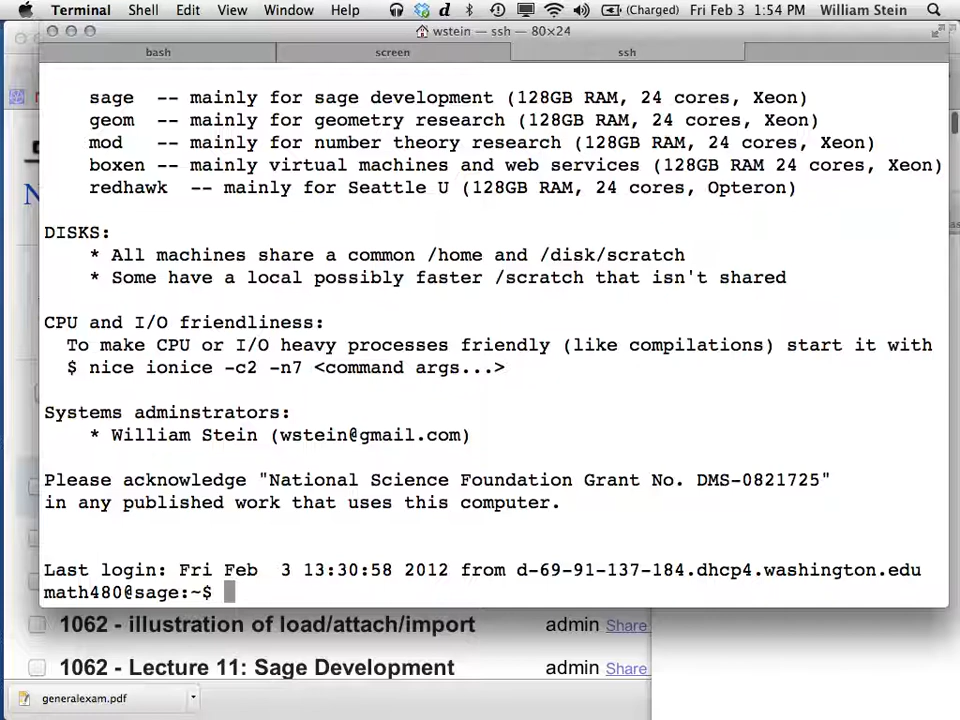 Terminal Shell Edit View Window Help (Charged) Fri Feb 3 1:54 PM William Stein
wstein — ssh — 80×24
bash screen ssh
sage -- mainly for sage development (128GB RAM, 24 cores, Xeon)
geom -- mainly for geometry research (128GB RAM, 24 cores, Xeon)
mod -- mainly for number theory research (128GB RAM, 24 cores, Xeon)
boxen -- mainly virtual machines and web services (128GB RAM 24 cores, Xeon)
redhawk -- mainly for Seattle U (128GB RAM, 24 cores, Opteron)
DISKS:
* All machines share a common /home and /disk/scratch
* Some have a local possibly faster /scratch that isn't shared
CPU and I/O friendliness:
To make CPU or I/O heavy processes friendly (like compilations) start it with
$ nice ionice -c2 -n7 <command args...>
Systems adminstrators:
* William Stein (wstein@gmail.com)
Please acknowledge "National Science Foundation Grant No. DMS-0821725"
in any published work that uses this computer.
Last login: Fri Feb 3 13:30:58 2012 from d-69-91-137-184.dhcp4.washington.edu
math480@sage:~$
1062 - illustration of load/attach/import admin Share
1062 - Lecture 11: Sage Development admin Share
generalexam.pdf